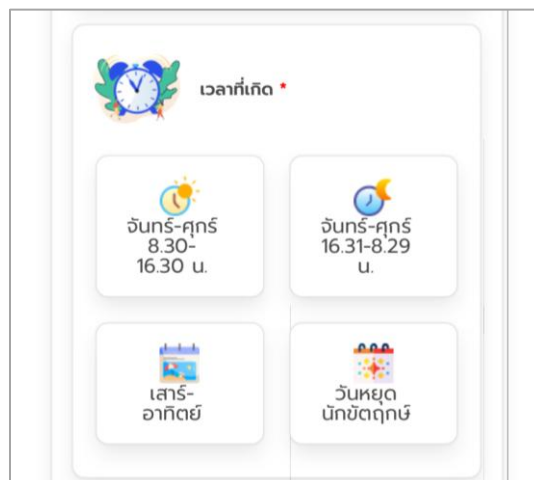 เวลาที่เกิด *
จันทร์-ศุกร์
8.30-
16.30 น.
จันทร์-ศุกร์
16.31-8.29
น.
เสาร์-
อาทิตย์
วันหยุด
นักขัตฤกษ์